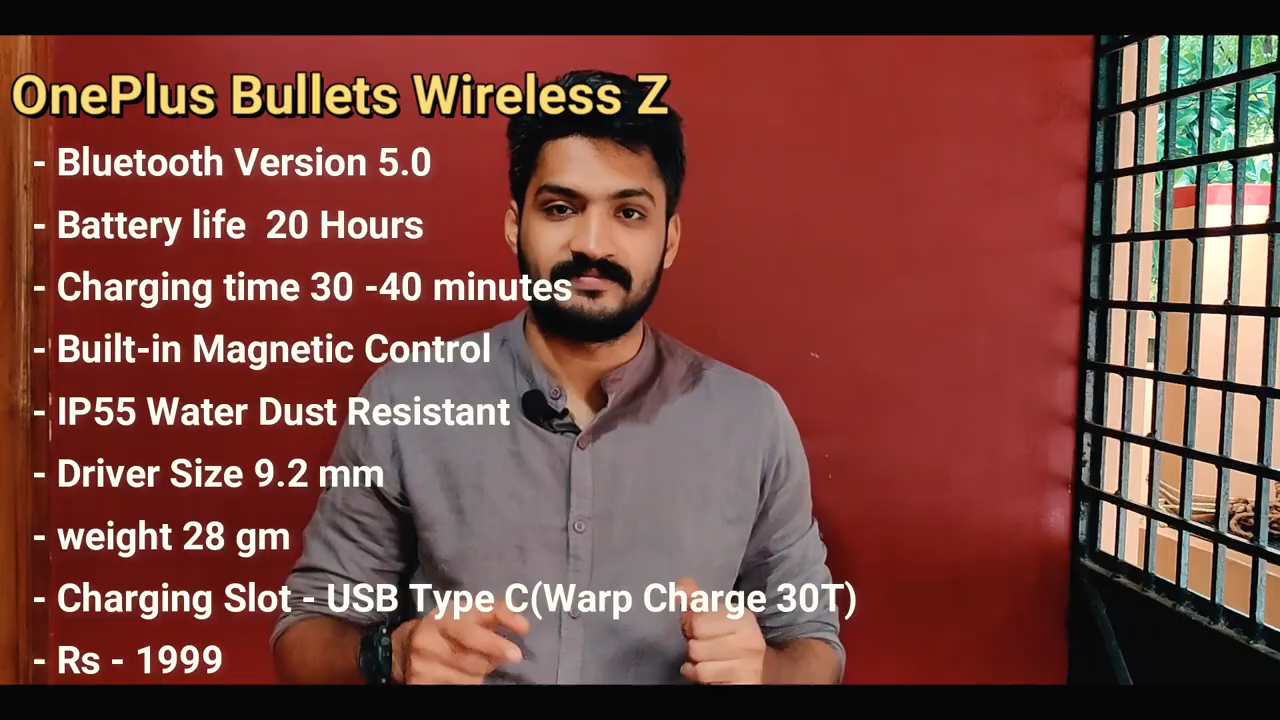 OnePlus Bullets Wireless Z
- Bluetooth Version 5.0
- Battery life  20 Hours
- Charging time 30 -40 minutes
- Built-in Magnetic Control
- IP55 Water Dust Resistant
- Driver Size 9.2 mm
- weight 28 gm
- Charging Slot - USB Type C(Warp Charge 30T)
- Rs - 1999